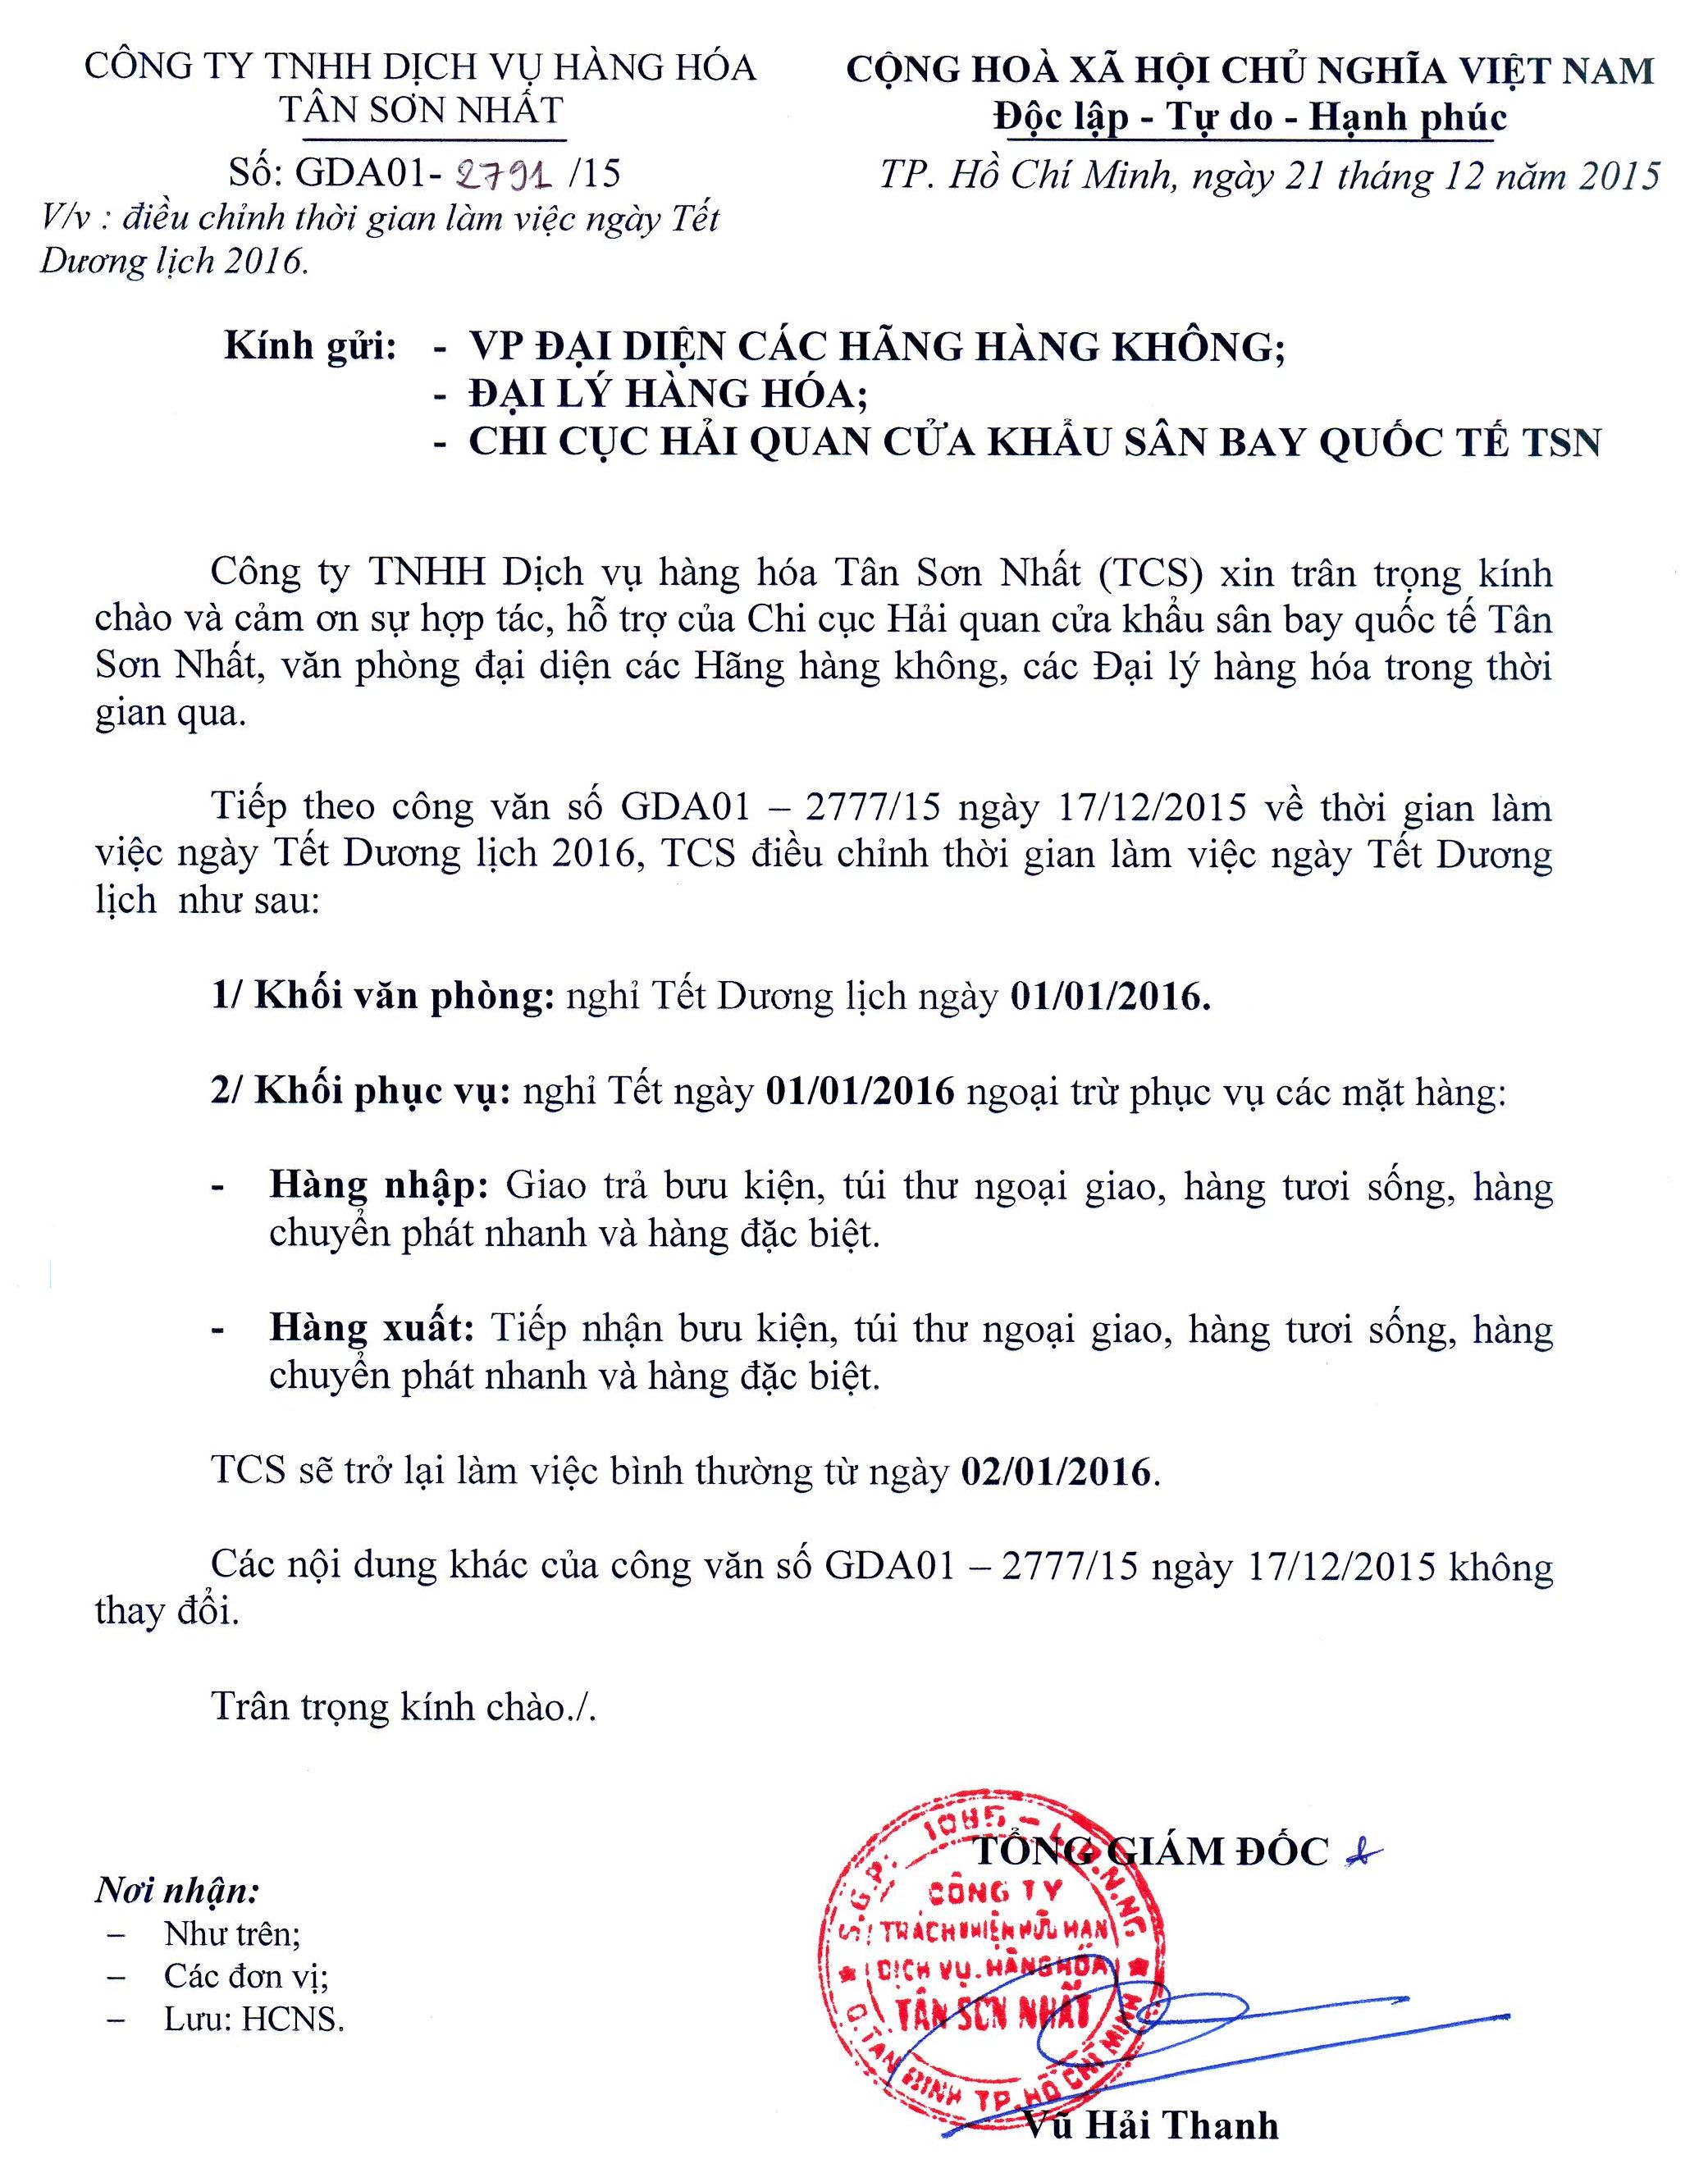 CÔNG TY TNHH DỊCH VỤ HÀNG HÓA
TÂN SƠN NHẤT
Số: GDA01- 2791 /15
V/v : điều chỉnh thời gian làm việc ngày Tết
Dương lịch 2016.
CỘNG HOÀ XÃ HỘI CHỦ NGHĨA VIỆT NAM
Độc lập - Tự do - Hạnh phúc
TP. Hồ Chí Minh, ngày 21 tháng 12 năm 2015
Kính gửi: - VP ĐẠI DIỆN CÁC HÃNG HÀNG KHÔNG;
- ĐẠI LÝ HÀNG HÓA;
- CHI CỤC HẢI QUAN CỬA KHẨU SÂN BAY QUỐC TẾ TSN
Công ty TNHH Dịch vụ hàng hóa Tân Sơn Nhất (TCS) xin trân trọng kính
chào và cảm ơn sự hợp tác, hỗ trợ của Chi cục Hải quan cửa khẩu sân bay quốc tế Tân
Sơn Nhất, văn phòng đại diện các Hãng hàng không, các Đại lý hàng hóa trong thời
gian qua.
Tiếp theo công văn số GDA01 – 2777/15 ngày 17/12/2015 về thời gian làm
việc ngày Tết Dương lịch 2016, TCS điều chỉnh thời gian làm việc ngày Tết Dương
lịch như sau:
1/ Khối văn phòng: nghỉ Tết Dương lịch ngày 01/01/2016.
2/ Khối phục vụ: nghỉ Tết ngày 01/01/2016 ngoại trừ phục vụ các mặt hàng:
- Hàng nhập: Giao trả bưu kiện, túi thư ngoại giao, hàng tươi sống, hàng
chuyển phát nhanh và hàng đặc biệt.
- Hàng xuất: Tiếp nhận bưu kiện, túi thư ngoại giao, hàng tươi sống, hàng
chuyển phát nhanh và hàng đặc biệt.
TCS sẽ trở lại làm việc bình thường từ ngày 02/01/2016.
Các nội dung khác của công văn số GDA01 – 2777/15 ngày 17/12/2015 không
thay đổi.
Trân trọng kính chào./.
Nơi nhận:
– Như trên;
– Các đơn vị;
– Lưu: HCNS.
TỔNG GIÁM ĐỐC
S.G.P: 1085 – L.D.N.NG
CÔNG TY
TRÁCH NHIỆM HỮU HẠN
DỊCH VỤ. HÀNG HÓA
TÂN SƠN NHẤT
Q.TÂN BÌNH TP.HỒ CHÍ MINH
Vũ Hải Thanh